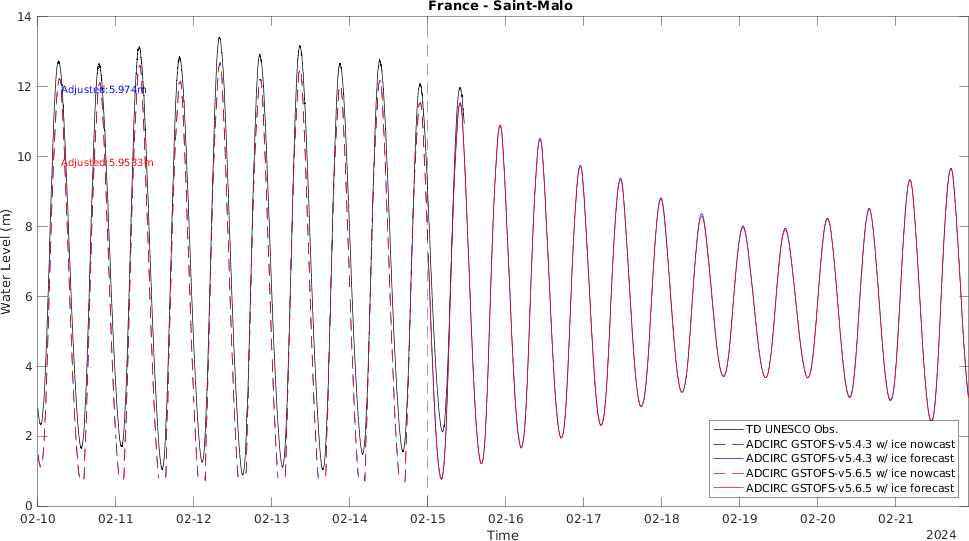 France - Saint-Malo
14
12
10
8
6
4
2
0
Water Level (m)
Adjusted:5.974m
Adjusted:5.9533m
TD UNESCO Obs.
ADCIRC GSTOFS-v5.4.3 w/ ice nowcast
ADCIRC GSTOFS-v5.4.3 w/ ice forecast
ADCIRC GSTOFS-v5.6.5 w/ ice nowcast
ADCIRC GSTOFS-v5.6.5 w/ ice forecast
02-10 02-11 02-12 02-13 02-14 02-15 02-16 02-17 02-18 02-19 02-20 02-21
Time
2024